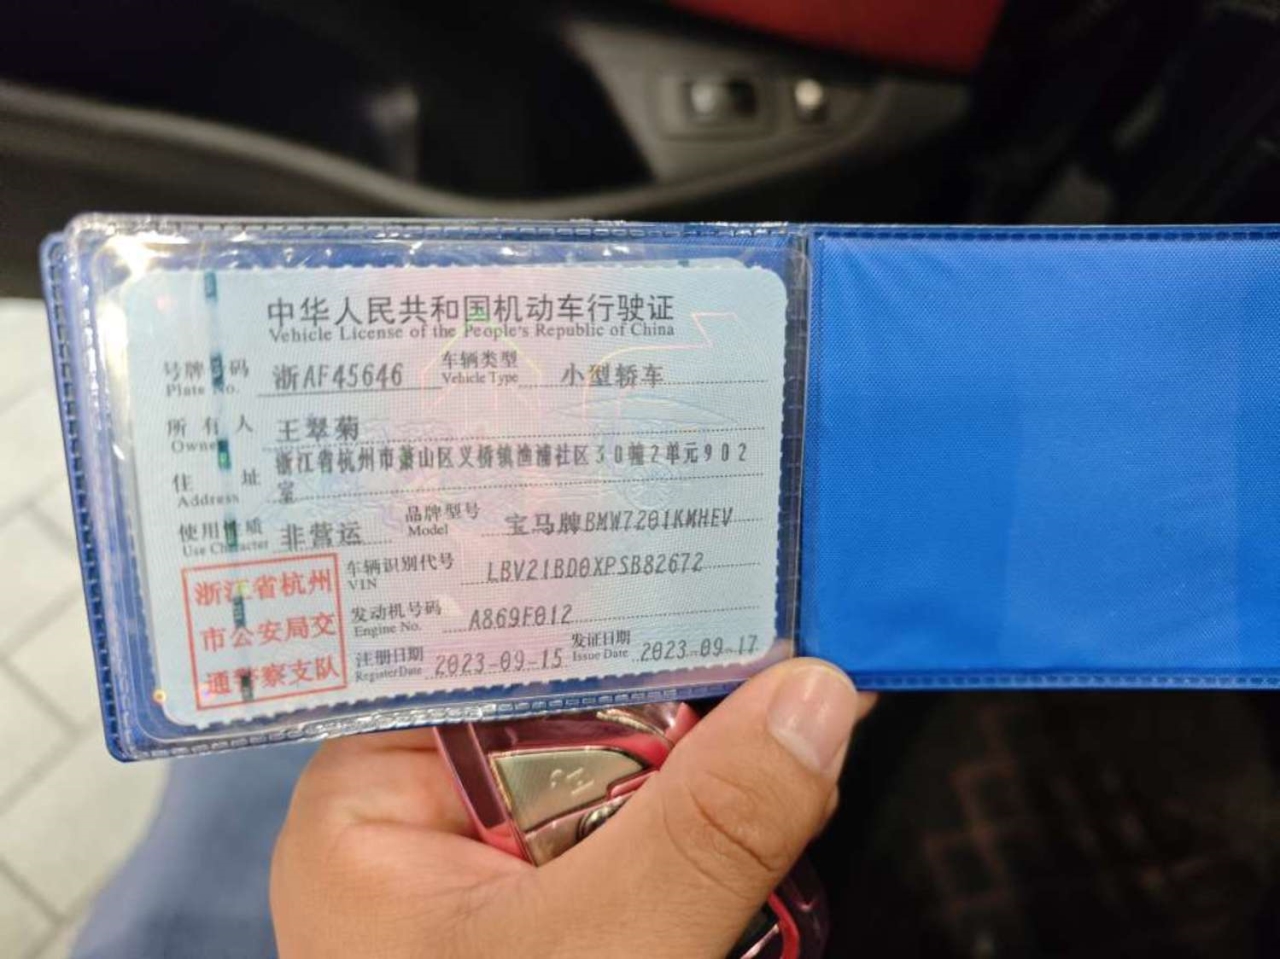 中华人民共和国机动车行驶证
Vehicle License of the People's Republic of China
号牌号码 浙AF45646 车辆类型 小型轿车
Plate No. Vehicle Type
所有人 王翠菊
Owner
住址 浙江省杭州市萧山区义桥镇渔浦社区30幢2单元902
Address 室
使用性质 非营运 品牌型号 宝马牌BMW7201KMHEV
Use Character Model
车辆识别代号 LBV21BD0XPSB82672
VIN
发动机号码 A869F012
Engine No.
注册日期 2023-09-15 发证日期 2023-09-17
Register Date Issue Date
浙江省杭州
市公安局交
通警察支队